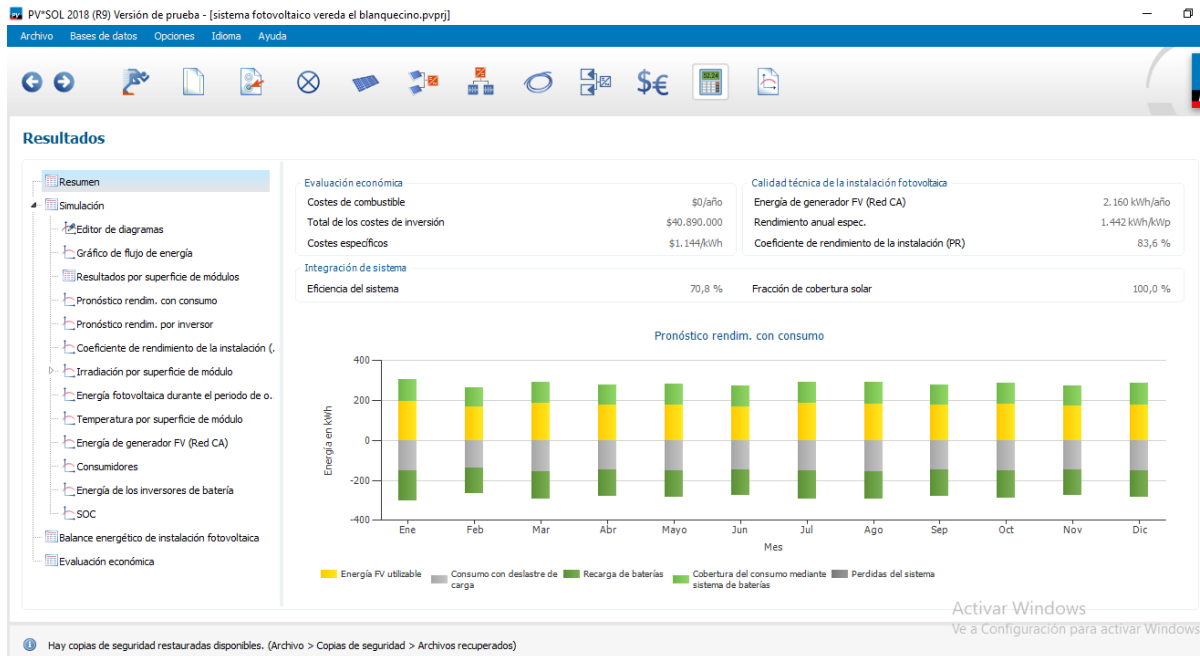 PV*SOL 2018 (R9) Versión de prueba - [sistema fotovoltaico vereda el blanquecino.pvprj]
Archivo Bases de datos Opciones Idioma Ayuda
Resultados
Resumen
Simulación
Editor de diagramas
Gráfico de flujo de energía
Resultados por superficie de módulos
Pronóstico rendim. con consumo
Pronóstico rendim. por inversor
Coeficiente de rendimiento de la instalación (.
Irradiación por superficie de módulo
Energía fotovoltaica durante el periodo de o.
Temperatura por superficie de módulo
Energía de generador FV (Red CA)
Consumidores
Energía de los inversores de batería
SOC
Balance energético de instalación fotovoltaica
Evaluación económica
Evaluación económica
Costes de combustible $0/año
Total de los costes de inversión $40.890.000
Costes específicos $1.144/kWh
Calidad técnica de la instalación fotovoltaica
Energía de generador FV (Red CA) 2.160 kWh/año
Rendimiento anual espec. 1.442 kWh/kWp
Coeficiente de rendimiento de la instalación (PR) 83,6 %
Integración de sistema
Eficiencia del sistema 70,8 % Fracción de cobertura solar 100,0 %
Pronóstico rendim. con consumo
Energía en kWh
400
200
0
-200
-400
Ene Feb Mar Abr Mayo Jun Jul Ago Sep Oct Nov Dic
Mes
Energía FV utilizable
Consumo con deslastre de
carga
Recarga de baterías
Cobertura del consumo mediante
sistema de baterías
Perdidas del sistema
Activar Windows
Ve a Configuración para activar Windows
Hay copias de seguridad restauradas disponibles. (Archivo > Copias de seguridad > Archivos recuperados)